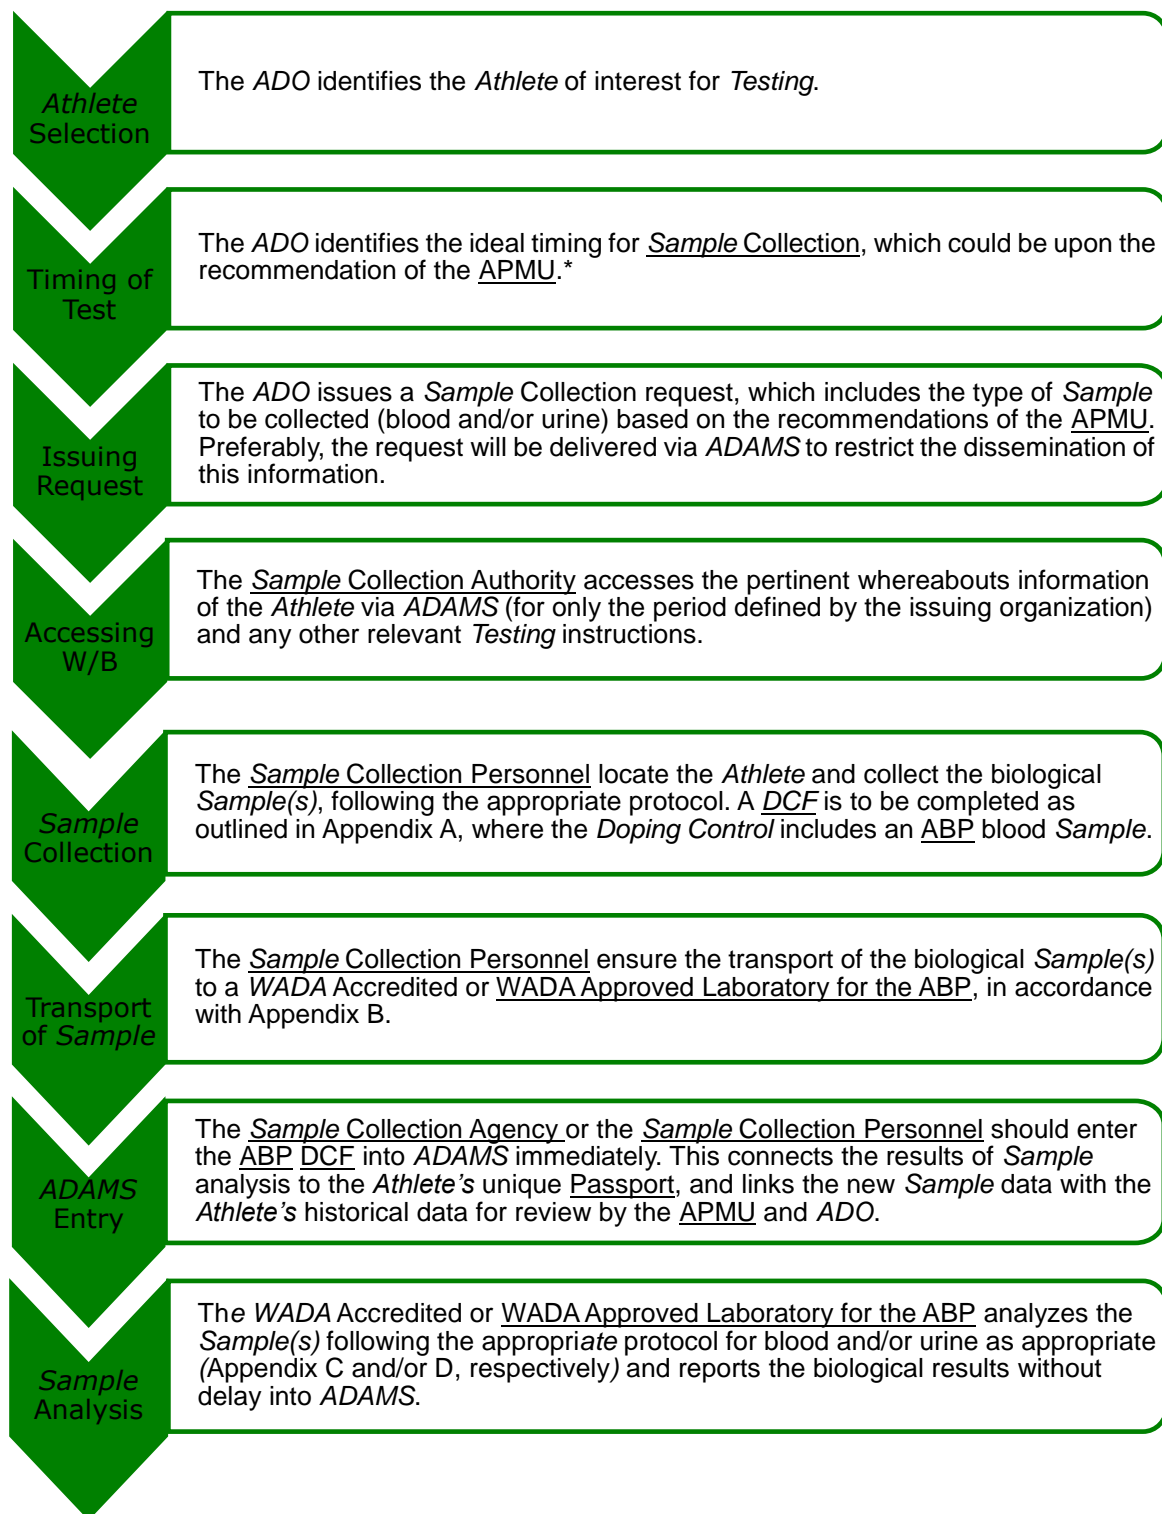 Athlete
Selection
The ADO identifies the Athlete of interest for Testing.
Timing of
Test
The ADO identifies the ideal timing for Sample Collection, which could be upon the
recommendation of the APMU.*
Issuing
Request
The ADO issues a Sample Collection request, which includes the type of Sample
to be collected (blood and/or urine) based on the recommendations of the APMU.
Preferably, the request will be delivered via ADAMS to restrict the dissemination of
this information.
Accessing
W/B
The Sample Collection Authority accesses the pertinent whereabouts information
of the Athlete via ADAMS (for only the period defined by the issuing organization)
and any other relevant Testing instructions.
Sample
Collection
The Sample Collection Personnel locate the Athlete and collect the biological
Sample(s), following the appropriate protocol. A DCF is to be completed as
outlined in Appendix A, where the Doping Control includes an ABP blood Sample.
Transport
of Sample
The Sample Collection Personnel ensure the transport of the biological Sample(s)
to a WADA Accredited or WADA Approved Laboratory for the ABP, in accordance
with Appendix B.
ADAMS
Entry
The Sample Collection Agency or the Sample Collection Personnel should enter
the ABP DCF into ADAMS immediately. This connects the results of Sample
analysis to the Athlete's unique Passport, and links the new Sample data with the
Athlete's historical data for review by the APMU and ADO.
Sample
Analysis
The WADA Accredited or WADA Approved Laboratory for the ABP analyzes the
Sample(s) following the appropriate protocol for blood and/or urine as appropriate
(Appendix C and/or D, respectively) and reports the biological results without
delay into ADAMS.